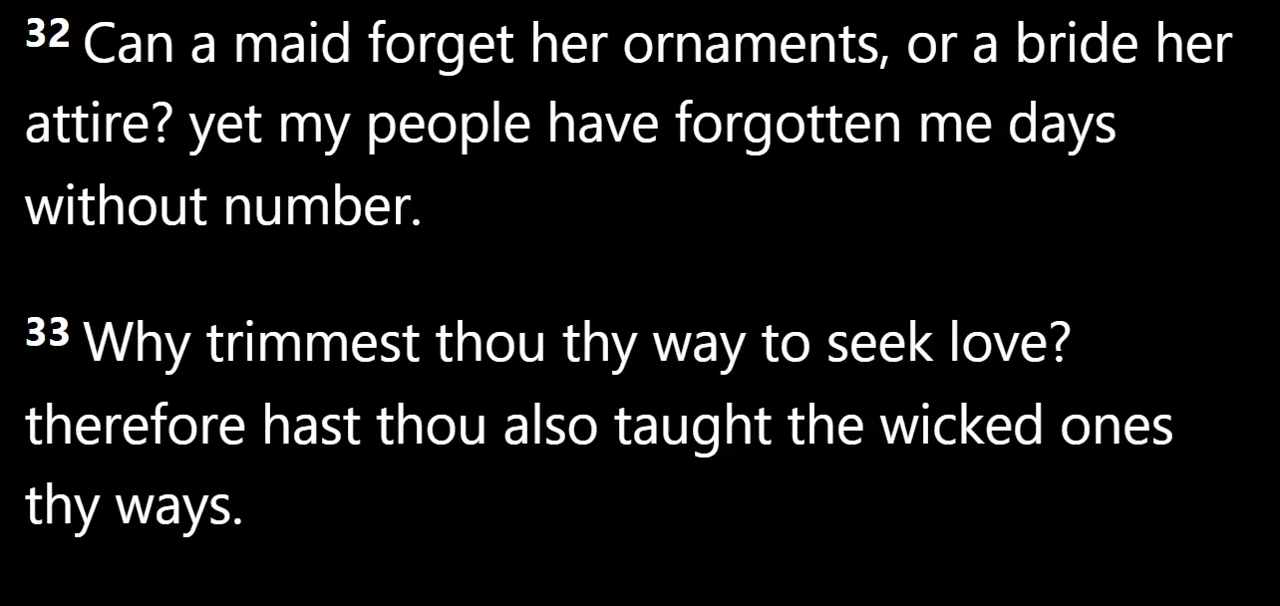 32 Can a maid forget her ornaments, or a bride her
attire? yet my people have forgotten me days
without number.
33 Why trimmest thou thy way to seek love?
therefore hast thou also taught the wicked ones
thy ways.